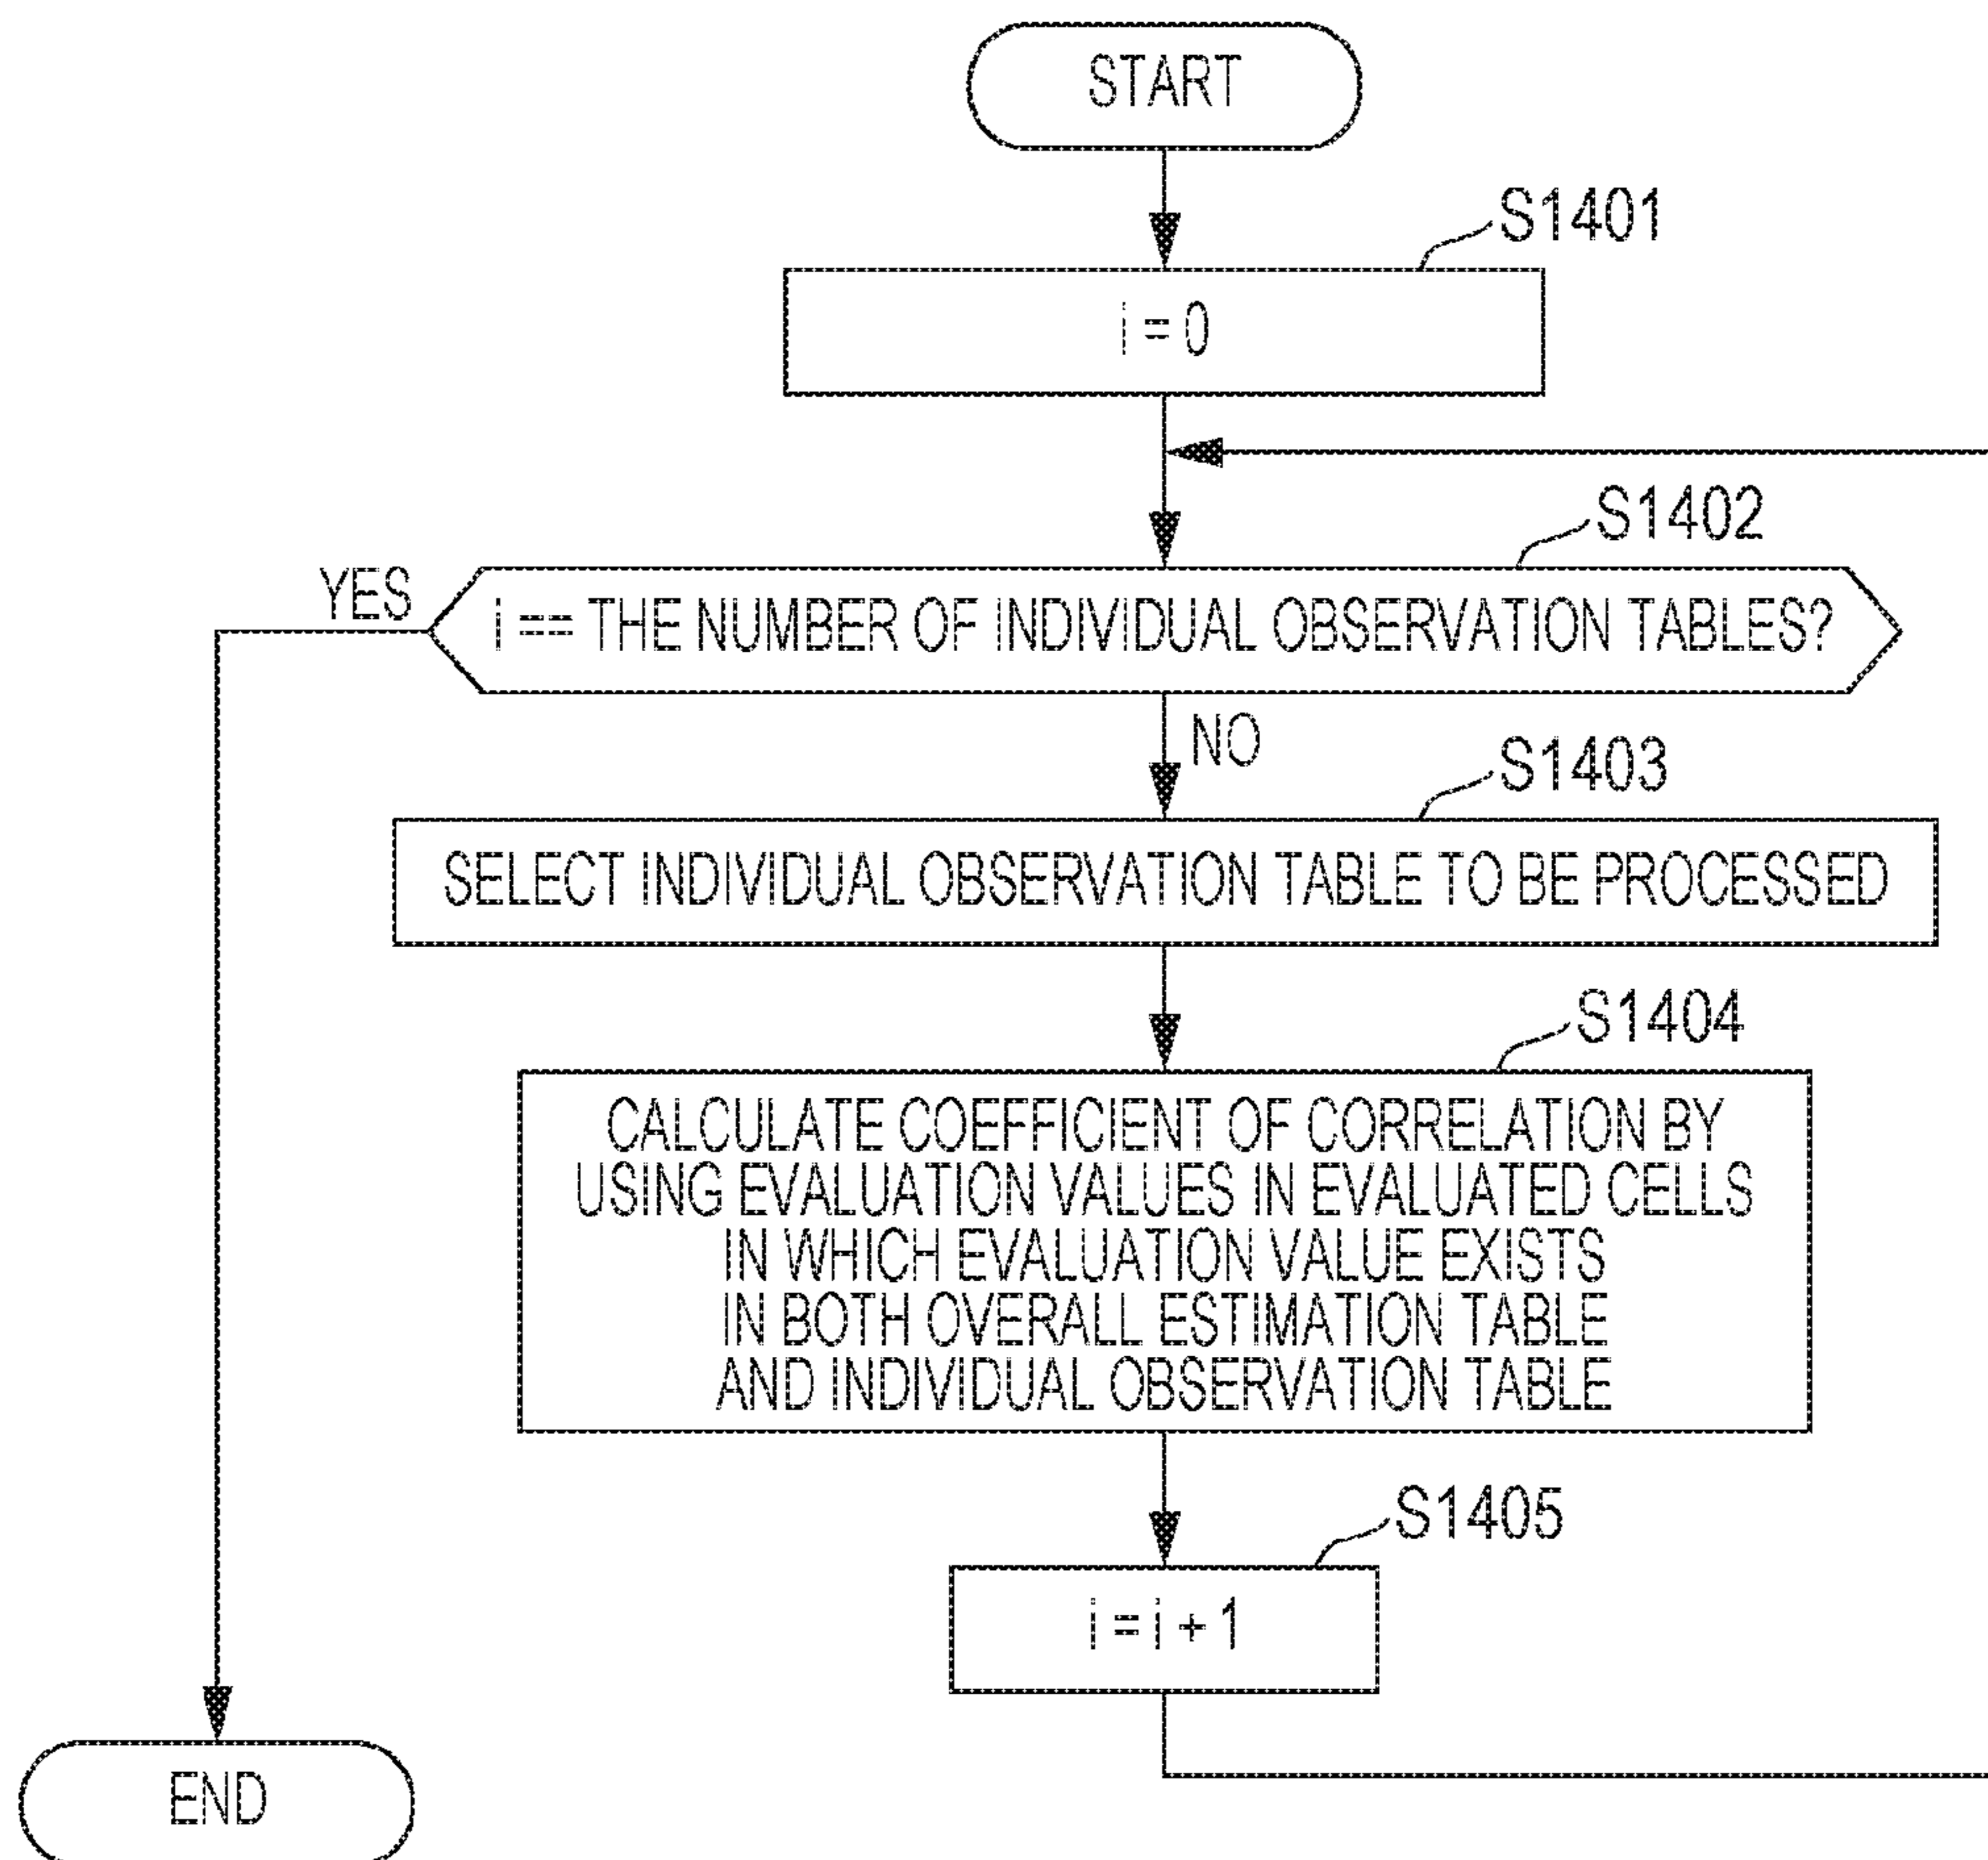 START
S1401
i = 0
S1402
YES
i == THE NUMBER OF INDIVIDUAL OBSERVATION TABLES?
NO
S1403
SELECT INDIVIDUAL OBSERVATION TABLE TO BE PROCESSED
S1404
CALCULATE COEFFICIENT OF CORRELATION BY
USING EVALUATION VALUES IN EVALUATED CELLS
IN WHICH EVALUATION VALUE EXISTS
IN BOTH OVERALL ESTIMATION TABLE
AND INDIVIDUAL OBSERVATION TABLE
S1405
i = i + 1
END